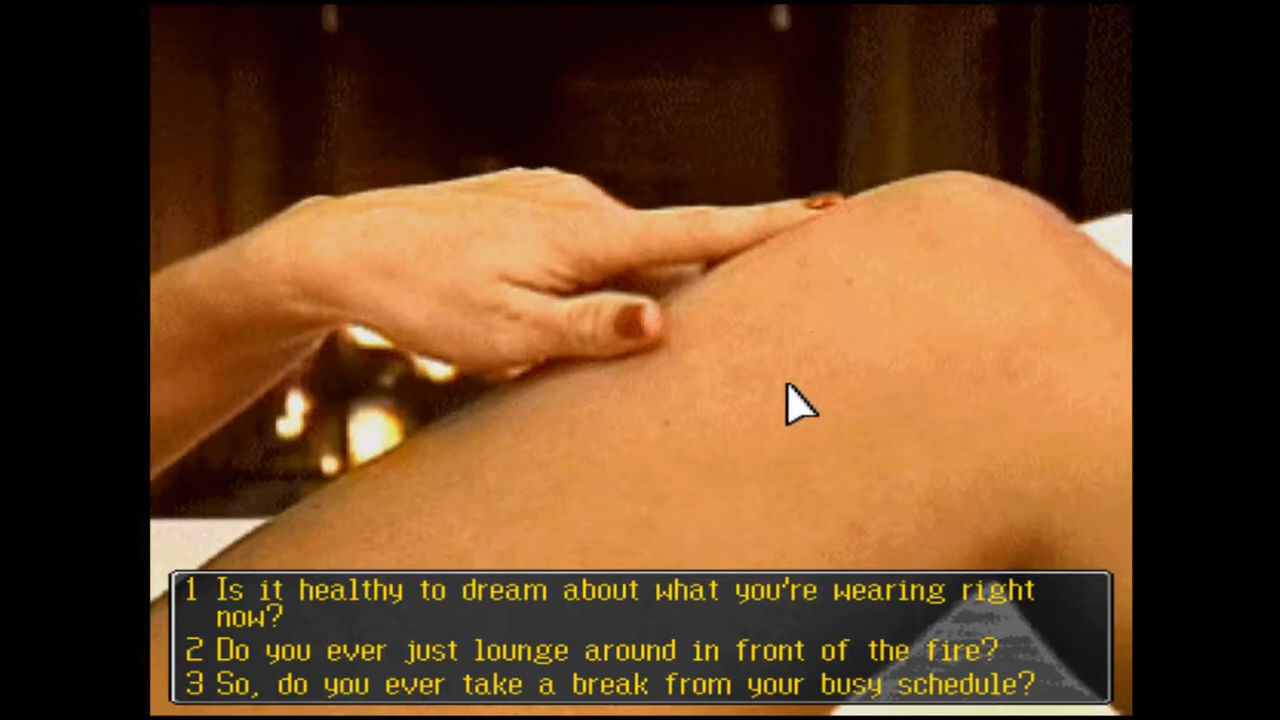 1 Is it healthy to dream about what you're wearing right
now?
2 Do you ever just lounge around in front of the fire?
3 So, do you ever take a break from your busy schedule?